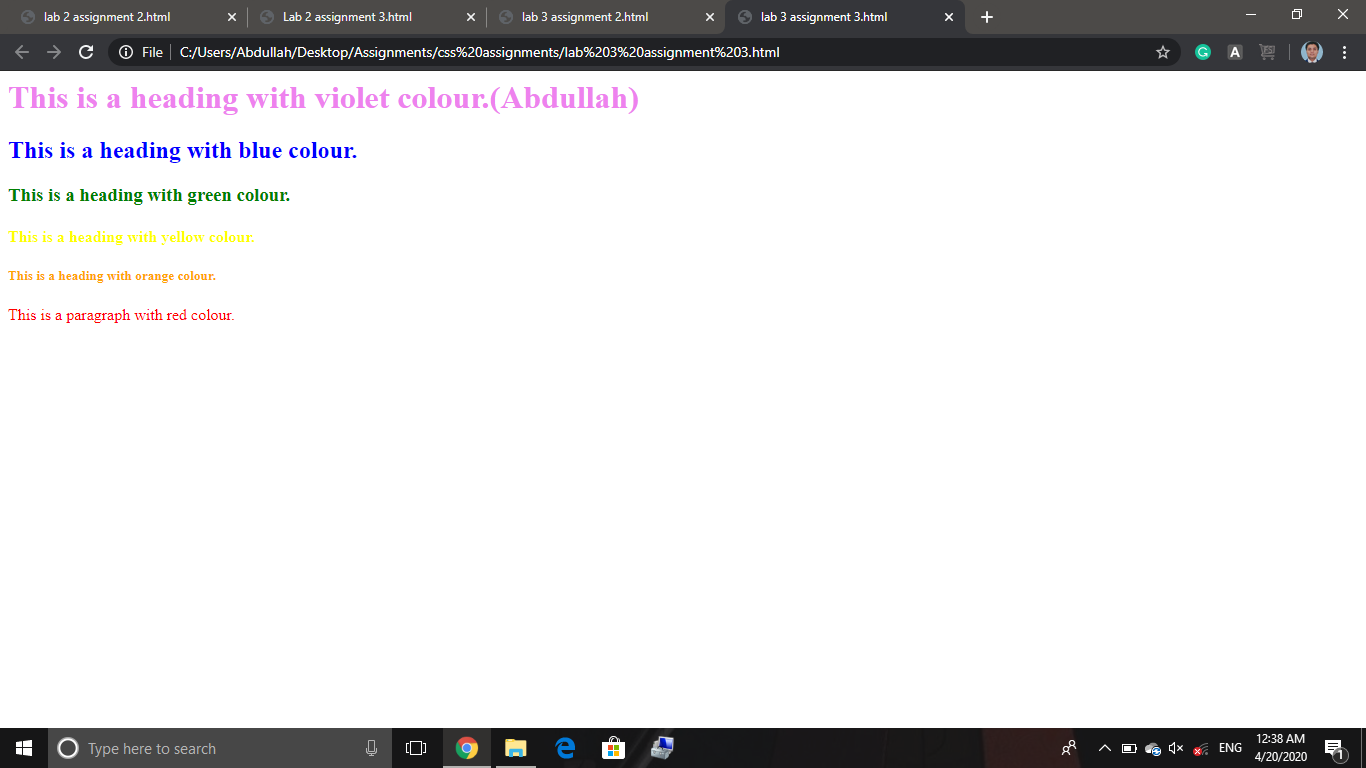 lab 2 assignment 2.html
Lab 2 assignment 3.html
lab 3 assignment 2.html
lab 3 assignment 3.html
File C:/Users/Abdullah/Desktop/Assignments/css%20assignments/lab%203%20assignment%203.html
This is a heading with violet colour.(Abdullah)
This is a heading with blue colour.
This is a heading with green colour.
This is a heading with yellow colour.
This is a heading with orange colour.
This is a paragraph with red colour.
Type here to search
ENG
12:38 AM
4/20/2020
1